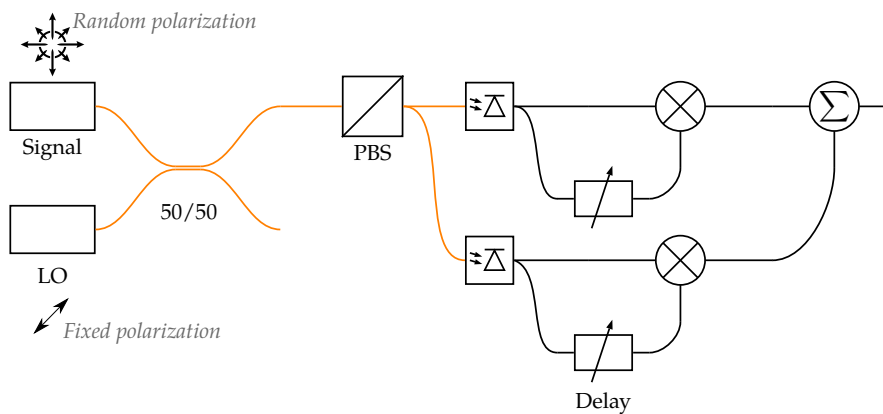 Random polarization
Signal
PBS
∑
50/50
LO
Fixed polarization
Delay